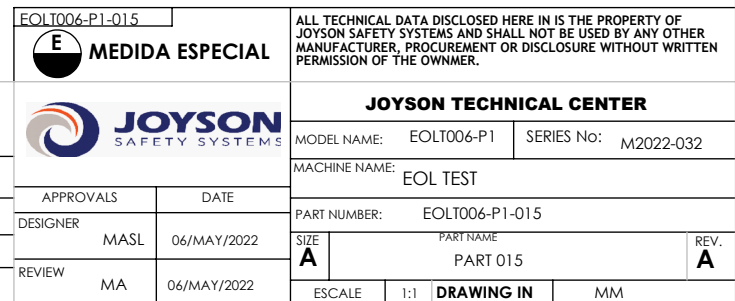 EOLT006-P1-015
E
MEDIDA ESPECIAL
ALL TECHNICAL DATA DISCLOSED HERE IN IS THE PROPERTY OF
JOYSON SAFETY SYSTEMS AND SHALL NOT BE USED BY ANY OTHER
MANUFACTURER, PROCUREMENT OR DISCLOSURE WITHOUT WRITTEN
PERMISSION OF THE OWNMER.
JOYSON
SAFETY SYSTEMS
JOYSON TECHNICAL CENTER
MODEL NAME: EOLT006-P1 SERIES No: M2022-032
MACHINE NAME: EOL TEST
APPROVALS DATE
PART NUMBER: EOLT006-P1-015
DESIGNER
MASL 06/MAY/2022
SIZE PART NAME REV.
A PART 015 A
REVIEW
MA 06/MAY/2022
ESCALE 1:1 DRAWING IN MM